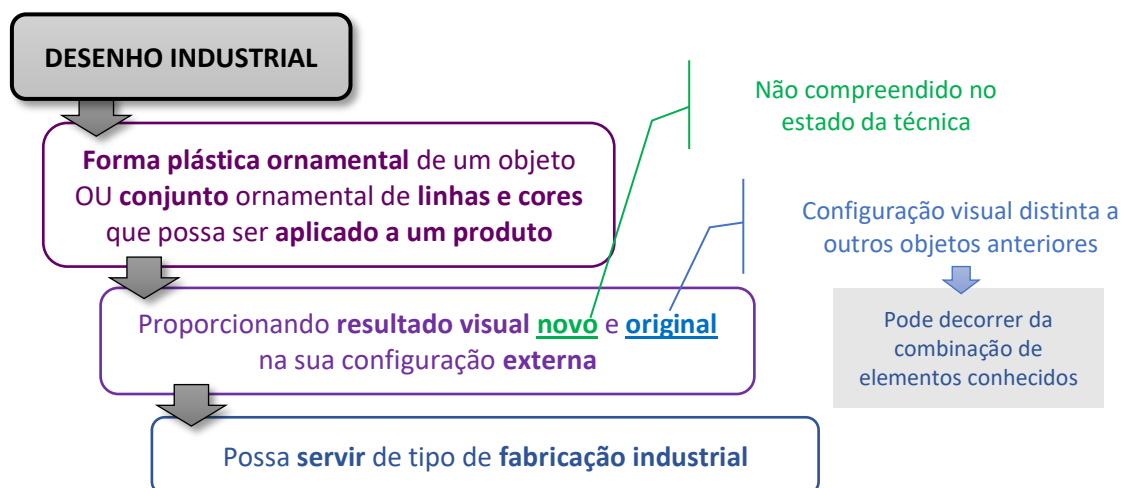 DESENHO INDUSTRIAL
Não compreendido no
estado da técnica
Forma plástica ornamental de um objeto
OU conjunto ornamental de linhas e cores
que possa ser aplicado a um produto
Configuração visual distinta a
outros objetos anteriores
Proporcionando resultado visual novo e original
na sua configuração externa
Pode decorrer da
combinação de
elementos conhecidos
Possa servir de tipo de fabricação industrial